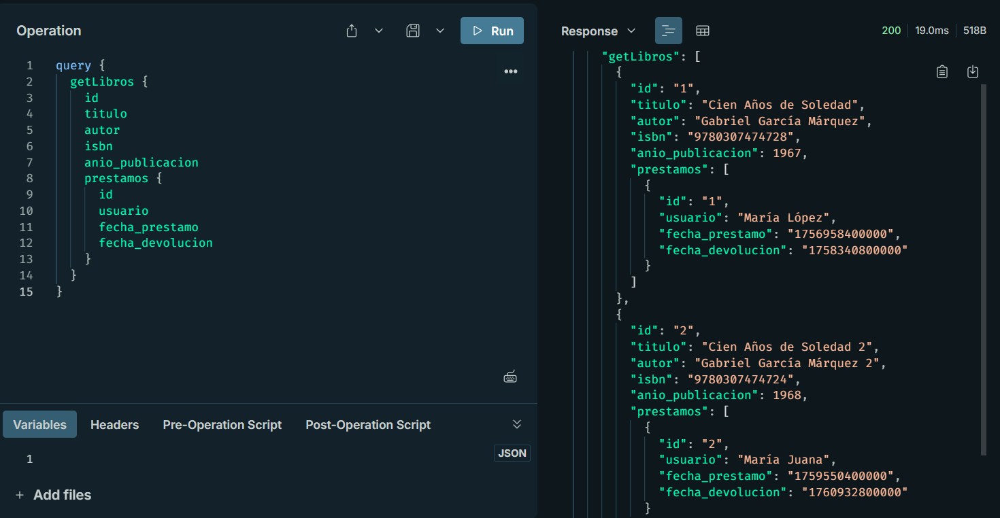 Operation
Run
1 query {
2 getLibros {
3 id
4 titulo
5 autor
6 isbn
7 anio_publicacion
8 prestamos {
9 id
10 usuario
11 fecha_prestamo
12 fecha_devolucion
13 }
14 }
15 }
Variables Headers Pre-Operation Script Post-Operation Script
JSON
1
+ Add files
Response
200 19.0ms 518B
"getLibros": [
{
"id": "1",
"titulo": "Cien Años de Soledad",
"autor": "Gabriel García Márquez",
"isbn": "9780307474728",
"anio_publicacion": 1967,
"prestamos": [
{
"id": "1",
"usuario": "María López",
"fecha_prestamo": "1756958400000",
"fecha_devolucion": "1758340800000"
}
]
},
{
"id": "2",
"titulo": "Cien Años de Soledad 2",
"autor": "Gabriel García Márquez 2",
"isbn": "9780307474724",
"anio_publicacion": 1968,
"prestamos": [
{
"id": "2",
"usuario": "María Juana",
"fecha_prestamo": "1759550400000",
"fecha_devolucion": "1760932800000"
}